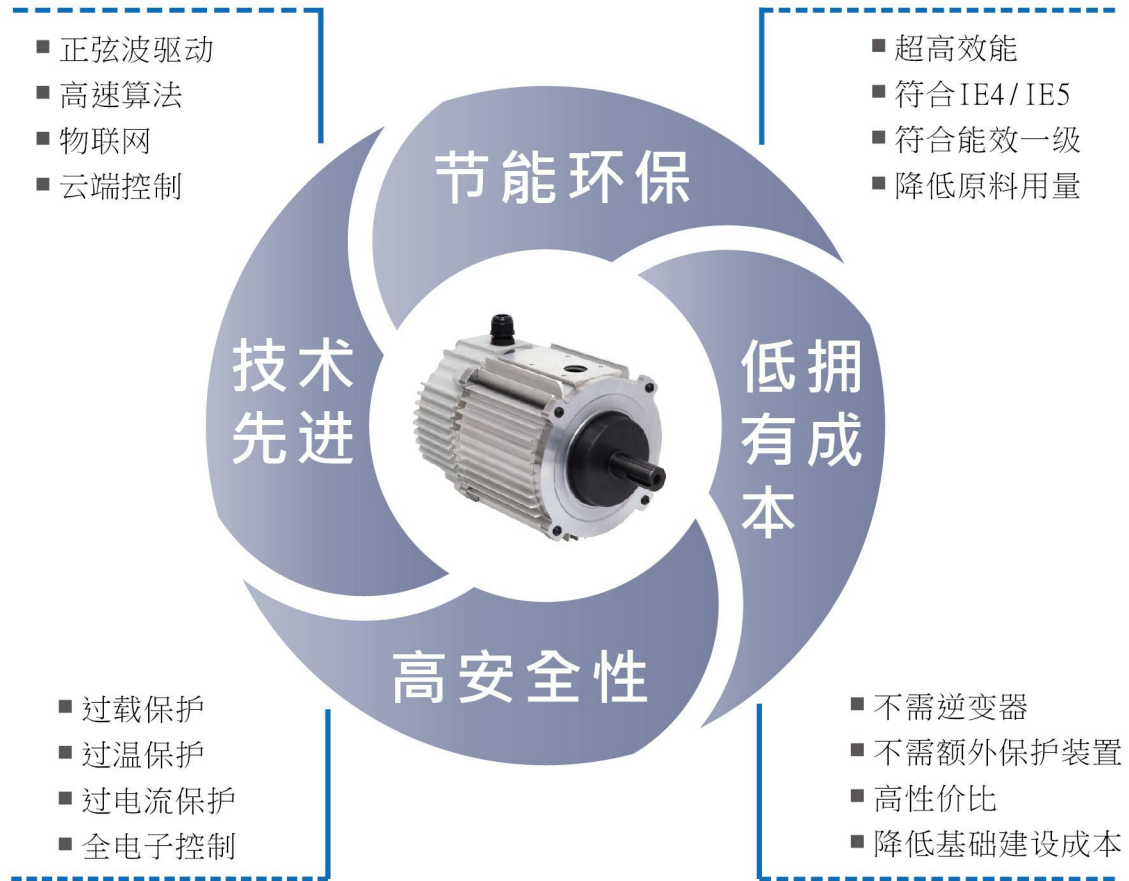 ■ 正弦波驱动
■ 高速算法
■ 物联网
■ 云端控制
■ 超高效能
■ 符合IE4/IE5
■ 符合能效一级
■ 降低原料用量
节能环保
技术
先进
低拥
有成
本
高安全性
■ 过载保护
■ 过温保护
■ 过电流保护
■ 全电子控制
■ 不需逆变器
■ 不需额外保护装置
■ 高性价比
■ 降低基础建设成本